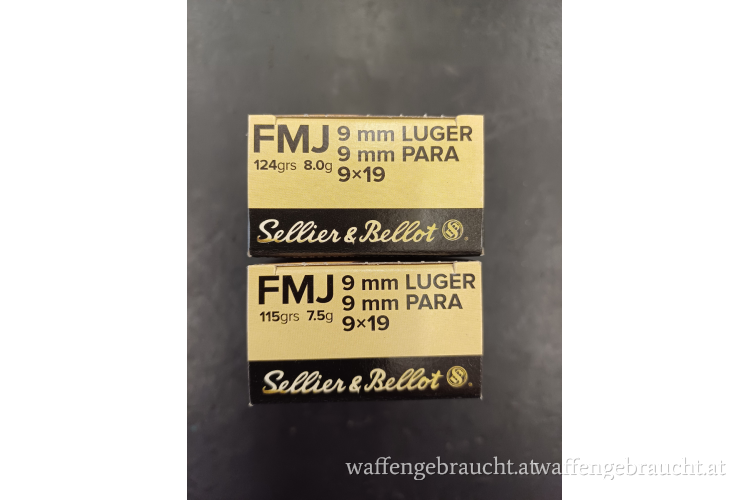 FMJ 9 mm LUGER
9 mm PARA
124grs 8.0g
9×19
Sellier & Bellot
FMJ 9 mm LUGER
9 mm PARA
115grs 7.5g
9×19
Sellier & Bellot
waffengebraucht.atwaffengebraucht.at